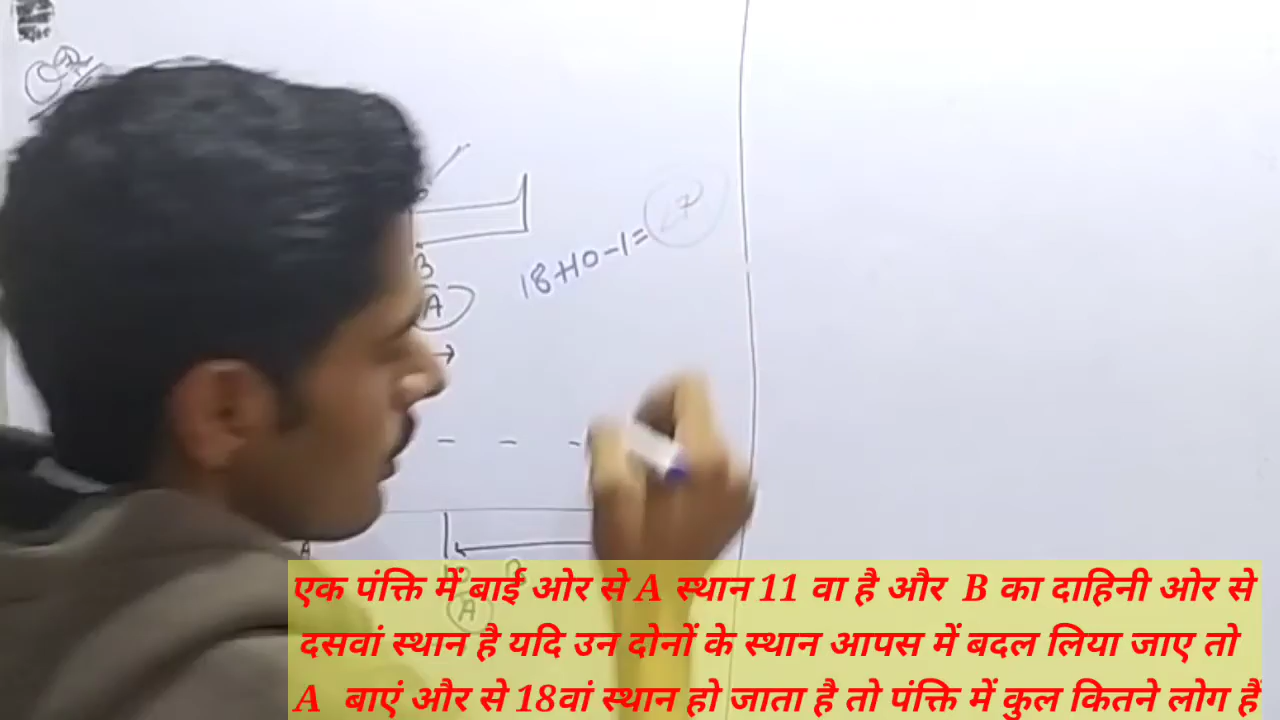 18+10-1=27
B
A
A
B
A
एक पंक्ति में बाईं ओर से A स्थान 11 वा है और B का दाहिनी ओर से
दसवां स्थान है यदि उन दोनों के स्थान आपस में बदल लिया जाए तो
A बाएं और से 18वां स्थान हो जाता है तो पंक्ति में कुल कितने लोग हैं